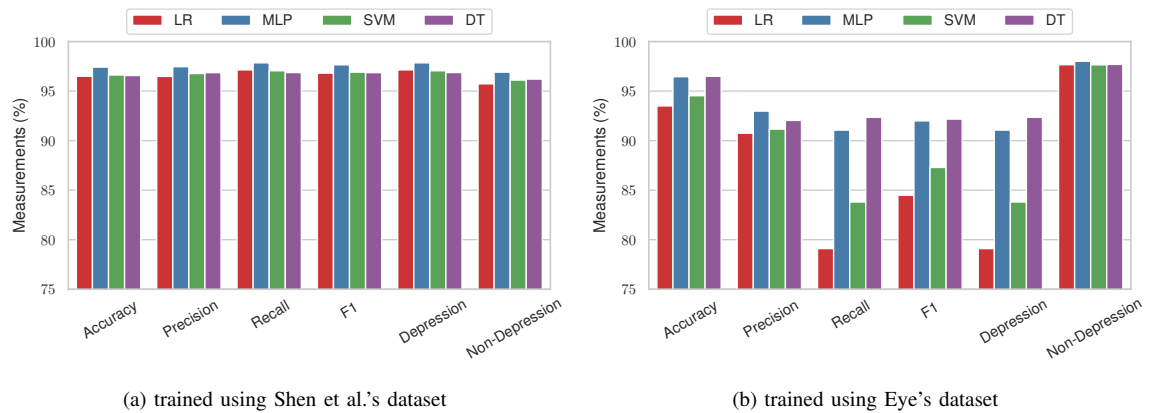 LR MLP SVM DT
100
95
90
85
80
75
Measurements (%)
Accuracy Precision Recall F1 Depression Non-Depression
(a) trained using Shen et al.'s dataset
LR MLP SVM DT
100
95
90
85
80
75
Measurements (%)
Accuracy Precision Recall F1 Depression Non-Depression
(b) trained using Eye's dataset